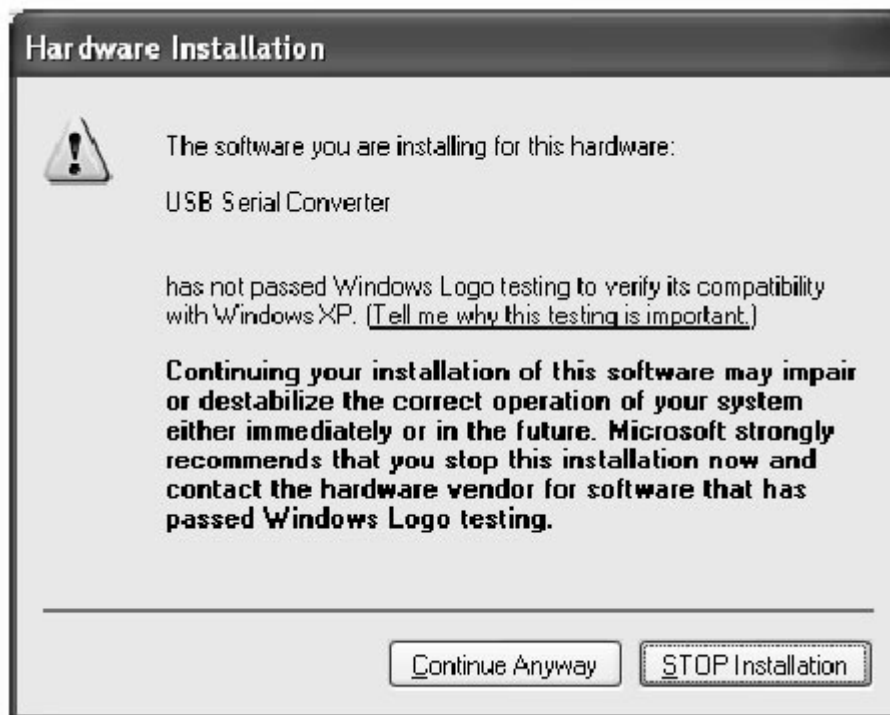 Hardware Installation
The software you are installing for this hardware:
USB Serial Converter
has not passed Windows Logo testing to verify its compatibility
with Windows XP. (Tell me why this testing is important.)
Continuing your installation of this software may impair
or destabilize the correct operation of your system
either immediately or in the future. Microsoft strongly
recommends that you stop this installation now and
contact the hardware vendor for software that has
passed Windows Logo testing.
Continue Anyway
STOP Installation